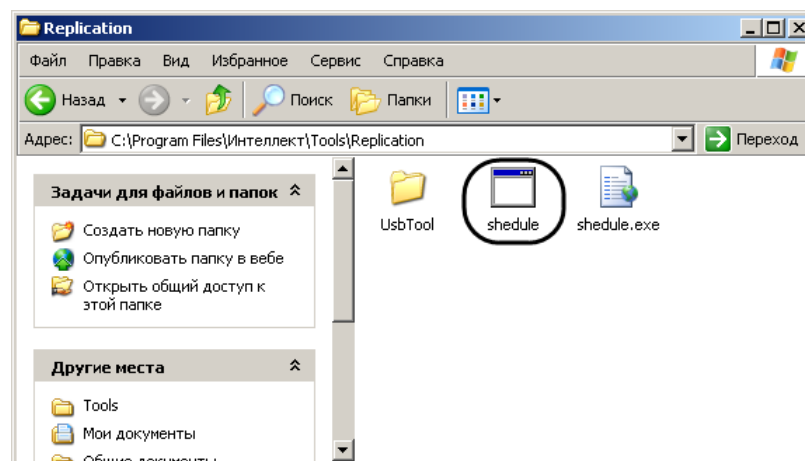 Replication
Файл Правка Вид Избранное Сервис Справка
Назад Поиск Папки
Адрес: C:\Program Files\Интеллект\Tools\Replication Переход
Задачи для файлов и папок
Создать новую папку
Опубликовать папку в вебе
Открыть общий доступ к
этой папке
Другие места
Tools
Мои документы
Общие документы
UsbTool shedule shedule.exe